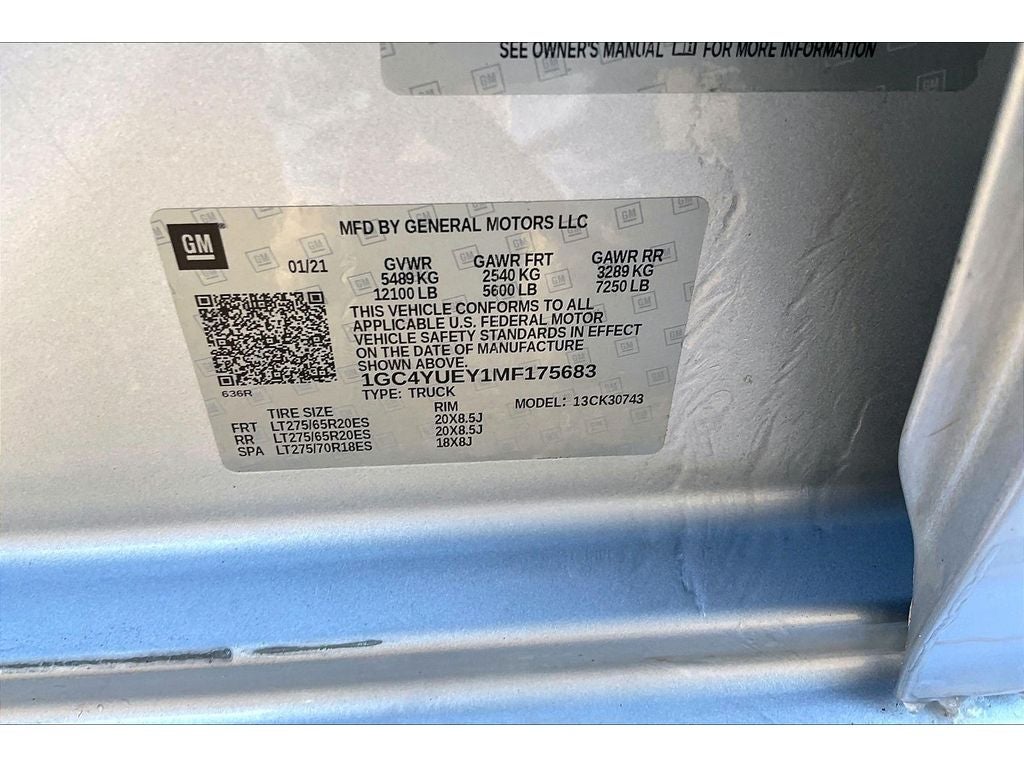 SEE OWNER'S MANUAL FOR MORE INFORMATION
GM
MFD BY GENERAL MOTORS LLC
01/21 GVWR GAWR FRT GAWR RR
5489 KG 2540 KG 3289 KG
12100 LB 5600 LB 7250 LB
THIS VEHICLE CONFORMS TO ALL
APPLICABLE U.S. FEDERAL MOTOR
VEHICLE SAFETY STANDARDS IN EFFECT
ON THE DATE OF MANUFACTURE
SHOWN ABOVE.
1GC4YUEY1MF175683
636R TYPE: TRUCK MODEL: 13CK30743
TIRE SIZE RIM
FRT LT275/65R20ES 20X8.5J
RR LT275/65R20ES 20X8.5J
SPA LT275/70R18ES 18X8J